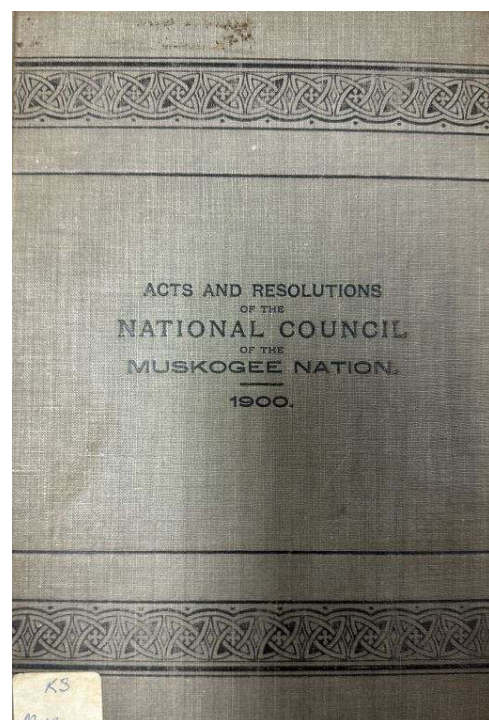 ACTS AND RESOLUTIONS
OF THE
NATIONAL COUNCIL
OF THE
MUSKOGEE NATION.
1900.
KS